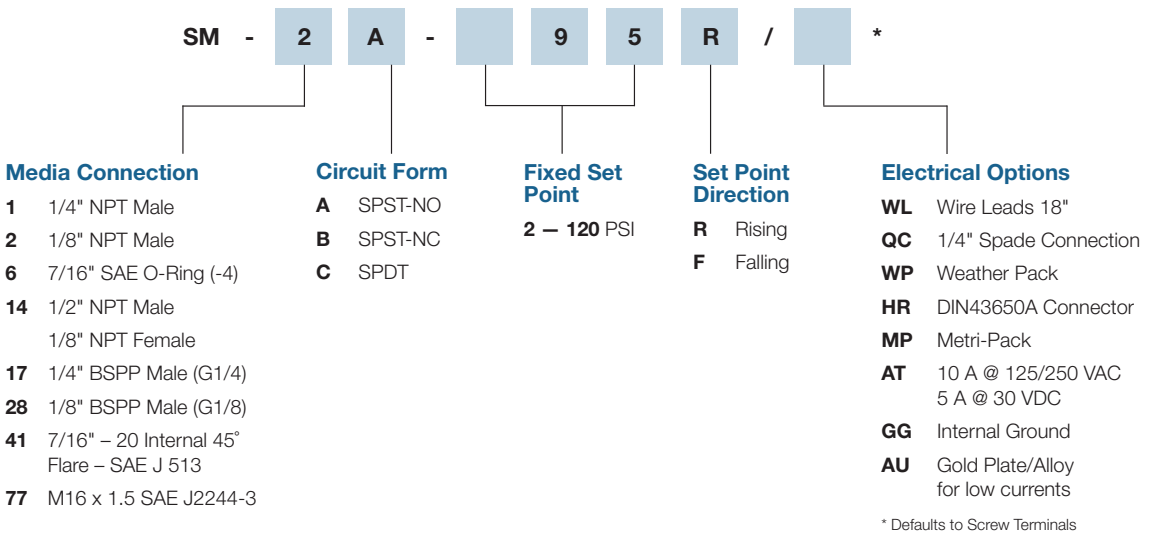 SM - 2 A - 9 5 R / *
Media Connection
1 1/4" NPT Male
2 1/8" NPT Male
6 7/16" SAE O-Ring (-4)
14 1/2" NPT Male
1/8" NPT Female
17 1/4" BSPP Male (G1/4)
28 1/8" BSPP Male (G1/8)
41 7/16" – 20 Internal 45˚
Flare – SAE J 513
77 M16 x 1.5 SAE J2244-3
Circuit Form
A SPST-NO
B SPST-NC
C SPDT
Fixed Set
Point
2 — 120 PSI
Set Point
Direction
R Rising
F Falling
Electrical Options
WL Wire Leads 18"
QC 1/4" Spade Connection
WP Weather Pack
HR DIN43650A Connector
MP Metri-Pack
AT 10 A @ 125/250 VAC
5 A @ 30 VDC
GG Internal Ground
AU Gold Plate/Alloy
for low currents
* Defaults to Screw Terminals